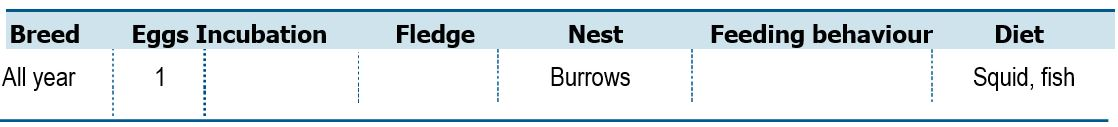 Breed Eggs Incubation Fledge Nest Feeding behaviour Diet
All year 1 Burrows Squid, fish